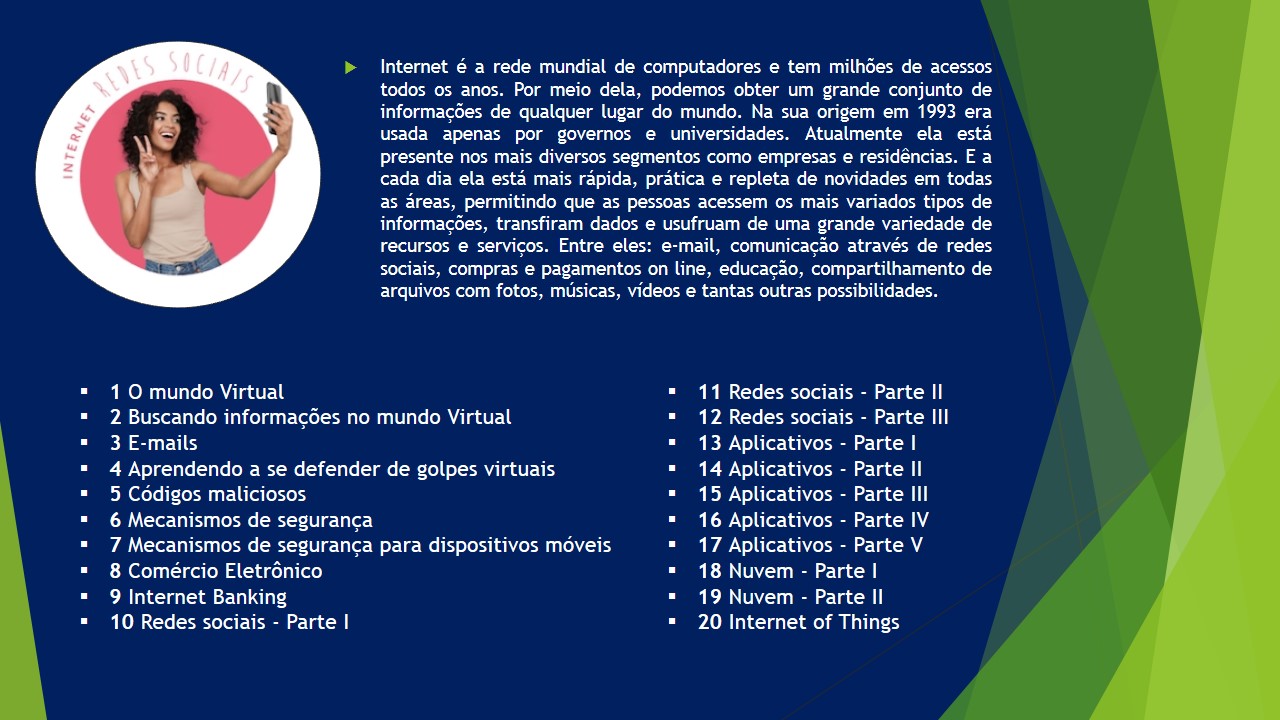 INTERNET REDES SOCIAIS
Internet é a rede mundial de computadores e tem milhões de acessos
todos os anos. Por meio dela, podemos obter um grande conjunto de
informações de qualquer lugar do mundo. Na sua origem em 1993 era
usada apenas por governos e universidades. Atualmente ela está
presente nos mais diversos segmentos como empresas e residências. E a
cada dia ela está mais rápida, prática e repleta de novidades em todas
as áreas, permitindo que as pessoas acessem os mais variados tipos de
informações, transfiram dados e usufruam de uma grande variedade de
recursos e serviços. Entre eles: e-mail, comunicação através de redes
sociais, compras e pagamentos on line, educação, compartilhamento de
arquivos com fotos, músicas, vídeos e tantas outras possibilidades.
1 O mundo Virtual
2 Buscando informações no mundo Virtual
3 E-mails
4 Aprendendo a se defender de golpes virtuais
5 Códigos maliciosos
6 Mecanismos de segurança
7 Mecanismos de segurança para dispositivos móveis
8 Comércio Eletrônico
9 Internet Banking
10 Redes sociais - Parte I
11 Redes sociais - Parte II
12 Redes sociais - Parte III
13 Aplicativos - Parte I
14 Aplicativos - Parte II
15 Aplicativos - Parte III
16 Aplicativos - Parte IV
17 Aplicativos - Parte V
18 Nuvem - Parte I
19 Nuvem - Parte II
20 Internet of Things